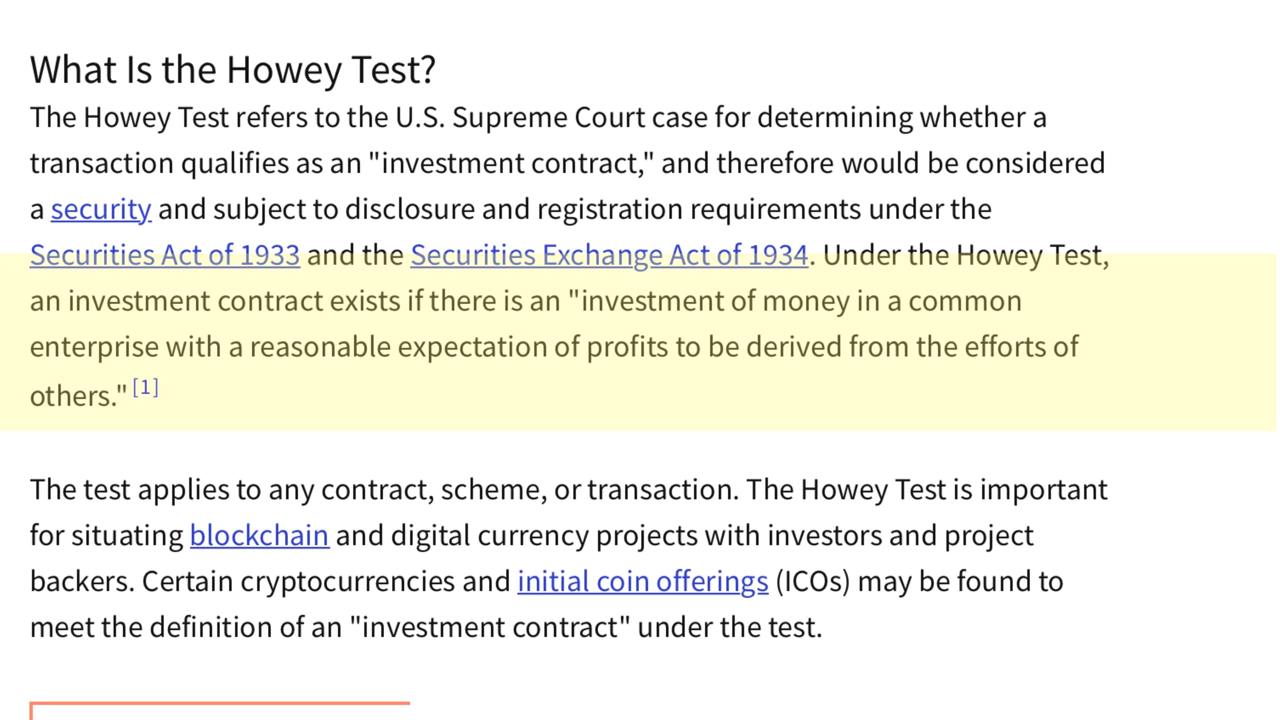 What Is the Howey Test?
The Howey Test refers to the U.S. Supreme Court case for determining whether a
transaction qualifies as an "investment contract," and therefore would be considered
a security and subject to disclosure and registration requirements under the
Securities Act of 1933 and the Securities Exchange Act of 1934. Under the Howey Test,
an investment contract exists if there is an "investment of money in a common
enterprise with a reasonable expectation of profits to be derived from the efforts of
others." [1]
The test applies to any contract, scheme, or transaction. The Howey Test is important
for situating blockchain and digital currency projects with investors and project
backers. Certain cryptocurrencies and initial coin offerings (ICOs) may be found to
meet the definition of an "investment contract" under the test.